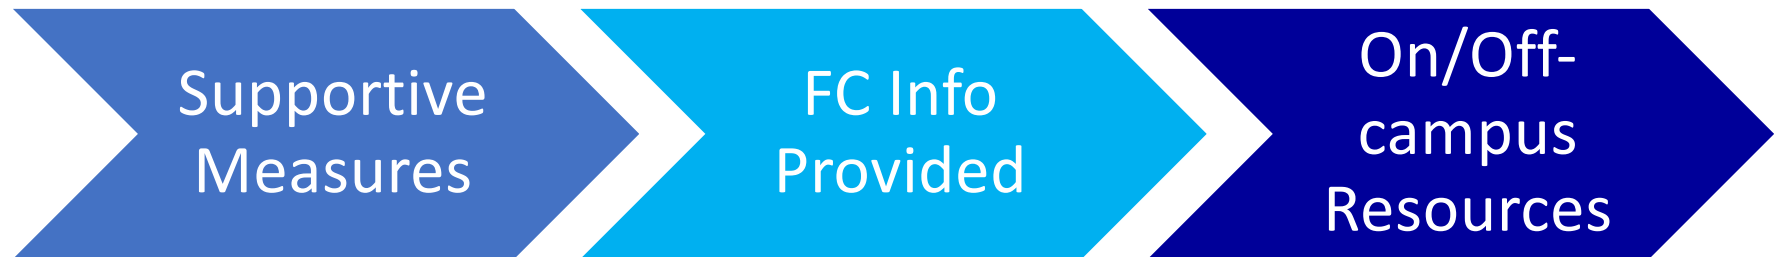 Supportive
Measures
FC Info
Provided
On/Off-
campus
Resources